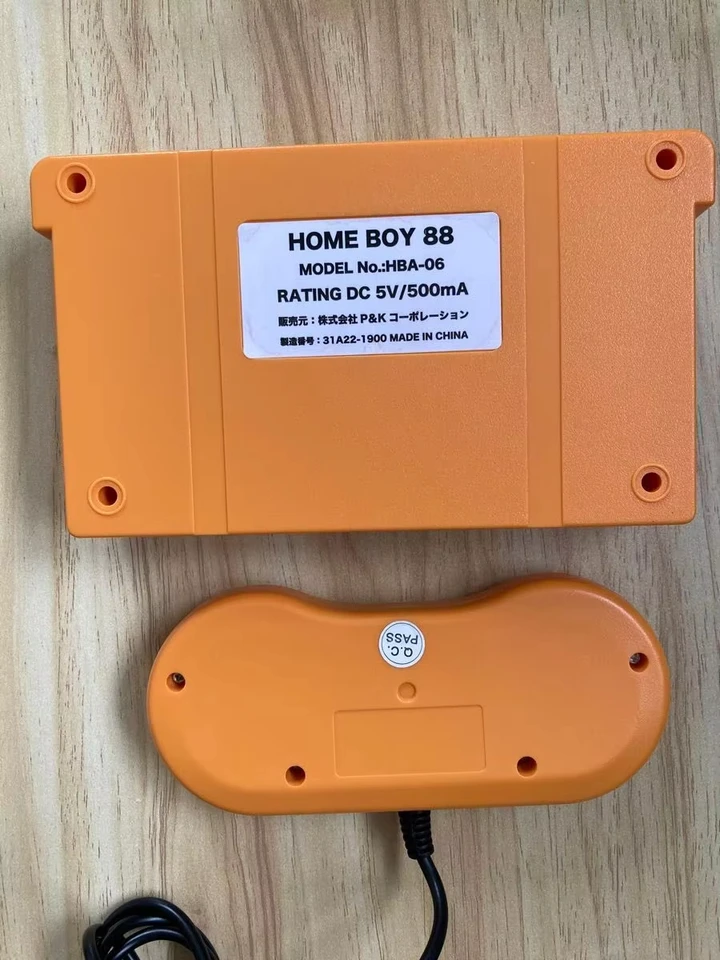 HOME BOY 88
MODEL No.:HBA-06
RATING DC 5V/500mA
販売元：株式会社 P&K コーポレーション
製造番号：31A22-1900 MADE IN CHINA
Q.C.
PASS